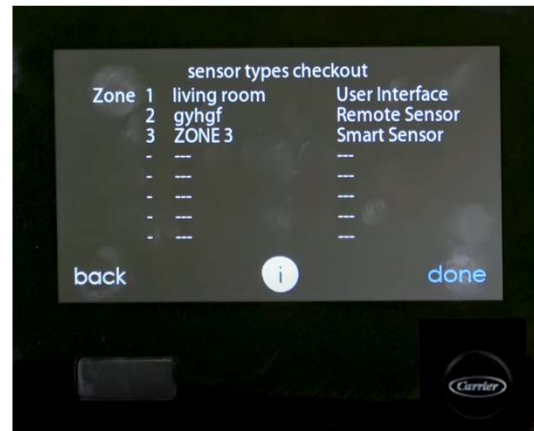 sensor types checkout
Zone 1 living room User Interface
2 gyhgf Remote Sensor
3 ZONE 3 Smart Sensor
- --- ---
- --- ---
- --- ---
- --- ---
- --- ---
back i done
Carrier